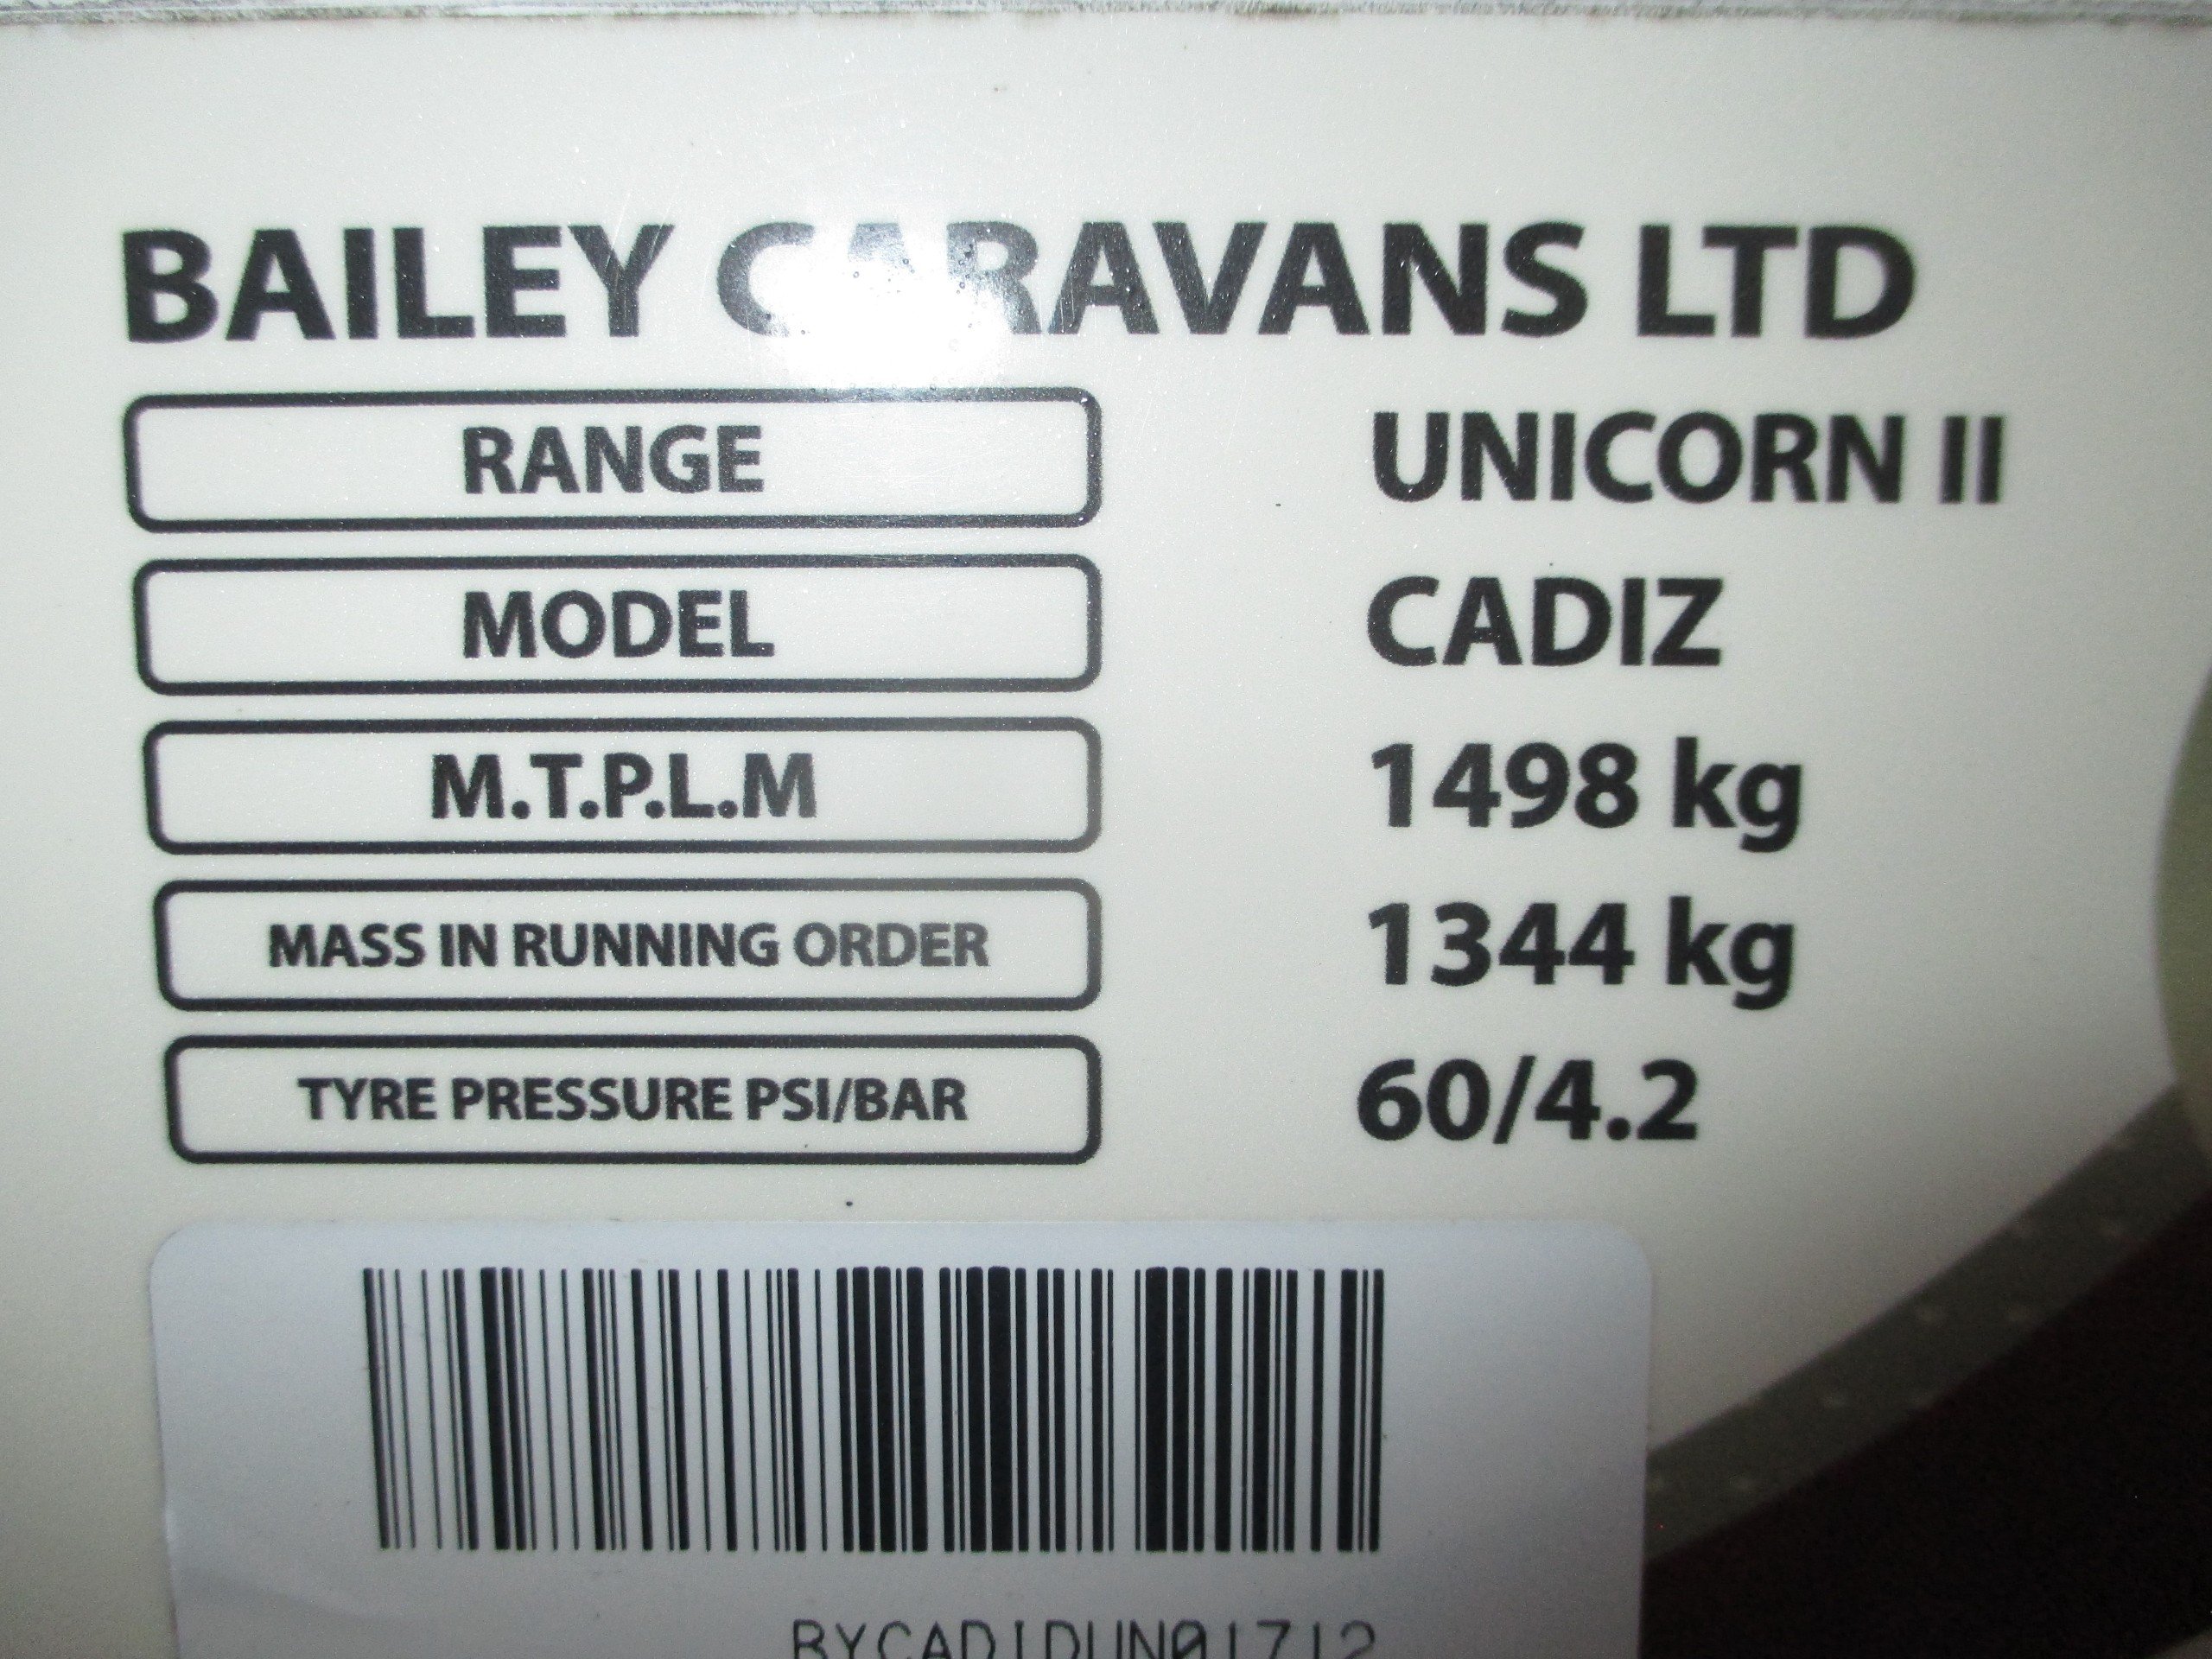 BAILEY CARAVANS LTD
RANGE UNICORN II
MODEL CADIZ
M.T.P.L.M 1498 kg
MASS IN RUNNING ORDER 1344 kg
TYRE PRESSURE PSI/BAR 60/4.2
BYCADIDUN01712